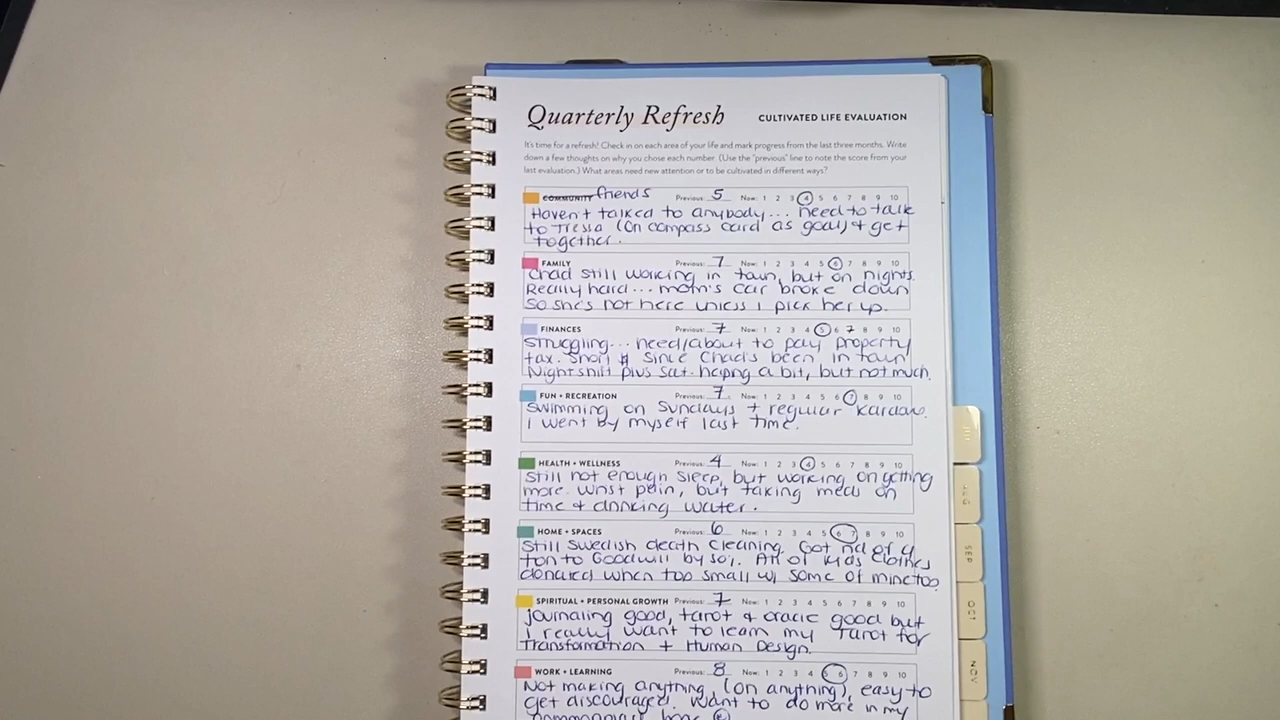 Quarterly Refresh CULTIVATED LIFE EVALUATION
It's time for a refresh! Check in on each area of your life and mark progress from the last three months. Write
down a few thoughts on why you chose each number. (Use the "previous" line to note the score from your
last evaluation.) What areas need new attention or to be cultivated in different ways?
COMMUNITY friends Previous: 5 Now: 1 2 3 4 5 6 7 8 9 10
Haven't talked to anybody... need to talk
to Tressa (on compass card as goal) & get
together.
FAMILY Previous: 7 Now: 1 2 3 4 5 6 7 8 9 10
Chad still working in town, but on nights.
Really hard... mom's car broke down
so she's not here unless I pick her up.
FINANCES Previous: 7 Now: 1 2 3 4 5 6 7 8 9 10
Struggling... need/about to pay property
tax. Short $ since Chad's been in town
Nightshift plus Sat. helping a bit, but not much.
FUN + RECREATION Previous: 7 Now: 1 2 3 4 5 6 7 8 9 10
Swimming on Sundays + regular karaoke.
I went by myself last time.
HEALTH + WELLNESS Previous: 4 Now: 1 2 3 4 5 6 7 8 9 10
Still not enough sleep, but working on getting
more. Wrist pain, but taking meds on
time & drinking water.
HOME + SPACES Previous: 6 Now: 1 2 3 4 5 6 7 8 9 10
Still Swedish death cleaning. Got rid of a
ton to Goodwill by so, All of kids clothes
donated when too small w/ some of mine too.
SPIRITUAL + PERSONAL GROWTH Previous: 7 Now: 1 2 3 4 5 6 7 8 9 10
Journaling good, tarot & oracle good but
I really want to learn my Tarot for
Transformation + Human Design.
WORK + LEARNING Previous: 8 Now: 1 2 3 4 5 6 7 8 9 10
Not making anything, (on anything), easy to
get discouraged. Want to do more in my
JUL
AUG
SEP
OCT
NOV